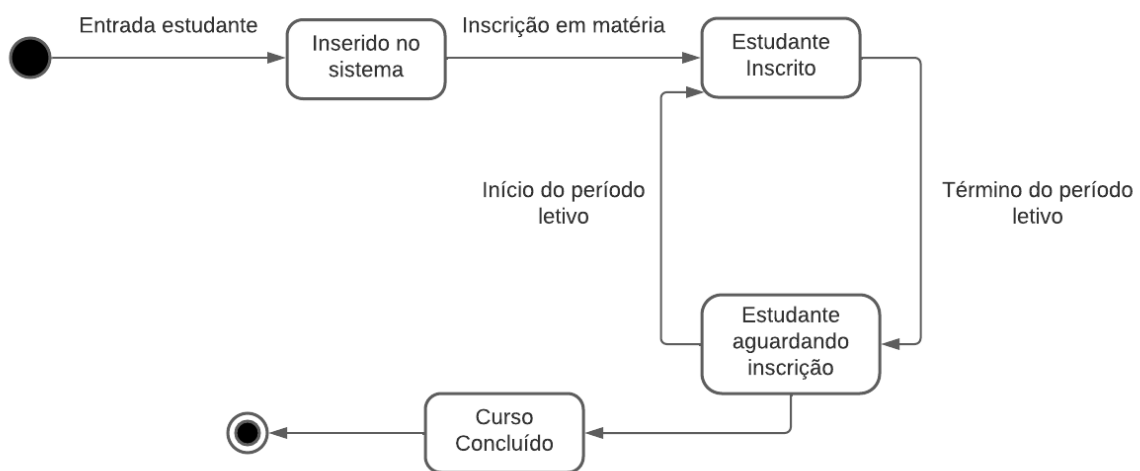 Entrada estudante
Inserido no
sistema
Inscrição em matéria
Estudante
Inscrito
Início do período
letivo
Término do período
letivo
Estudante
aguardando
inscrição
Curso
Concluído